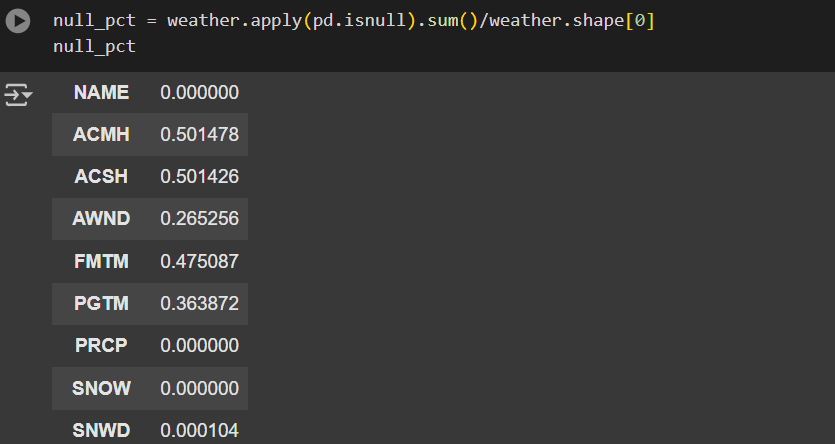 null_pct = weather.apply(pd.isnull).sum()/weather.shape[0]
null_pct
NAME 0.000000
ACMH 0.501478
ACSH 0.501426
AWND 0.265256
FMTM 0.475087
PGTM 0.363872
PRCP 0.000000
SNOW 0.000000
SNWD 0.000104